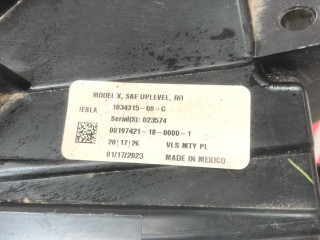 MODEL X, SAE UPLEVEL, RH
TESLA 1034315-00-C
Serial(S): 023574
00197421-18-0000-1
20|17|26 VLS MTY PL
01/17/2023 MADE IN MEXICO